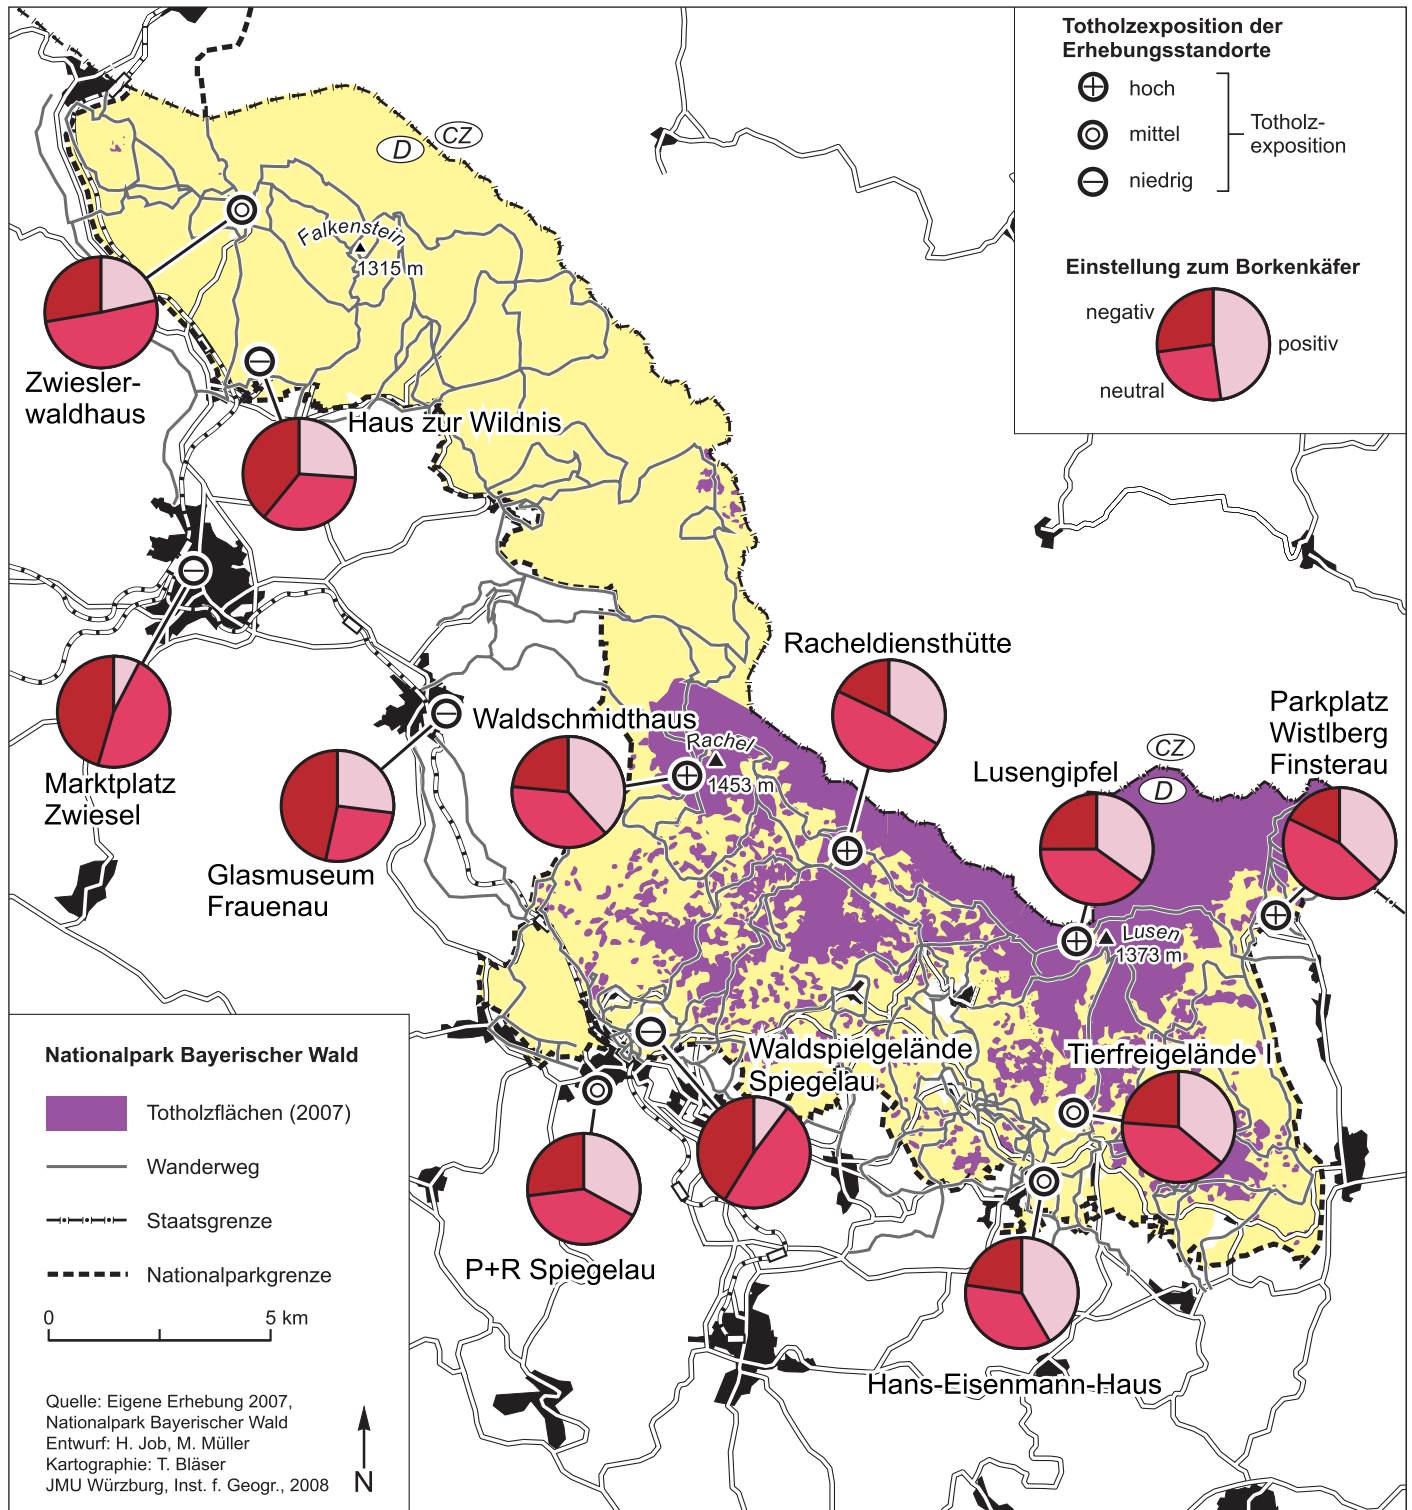 Totholzexposition der
Erhebungsstandorte
hoch
mittel
niedrig
Totholz-
exposition
Einstellung zum Borkenkäfer
negativ
positiv
neutral
CZ
D
Falkenstein
1315 m
Zwiesler-
waldhaus
Haus zur Wildnis
Racheldiensthütte
Waldschmidthaus
Rachel
1453 m
Parkplatz
Wistlberg
Finsterau
CZ
D
Lusengipfel
Marktplatz
Zwiesel
Glasmuseum
Frauenau
Lusen
1373 m
Waldspielgelände
Spiegelau
Tierfreigelände I
P+R Spiegelau
Hans-Eisenmann-Haus
Nationalpark Bayerischer Wald
Totholzflächen (2007)
Wanderweg
Staatsgrenze
Nationalparkgrenze
0 5 km
Quelle: Eigene Erhebung 2007,
Nationalpark Bayerischer Wald
Entwurf: H. Job, M. Müller
Kartographie: T. Bläser
JMU Würzburg, Inst. f. Geogr., 2008
N